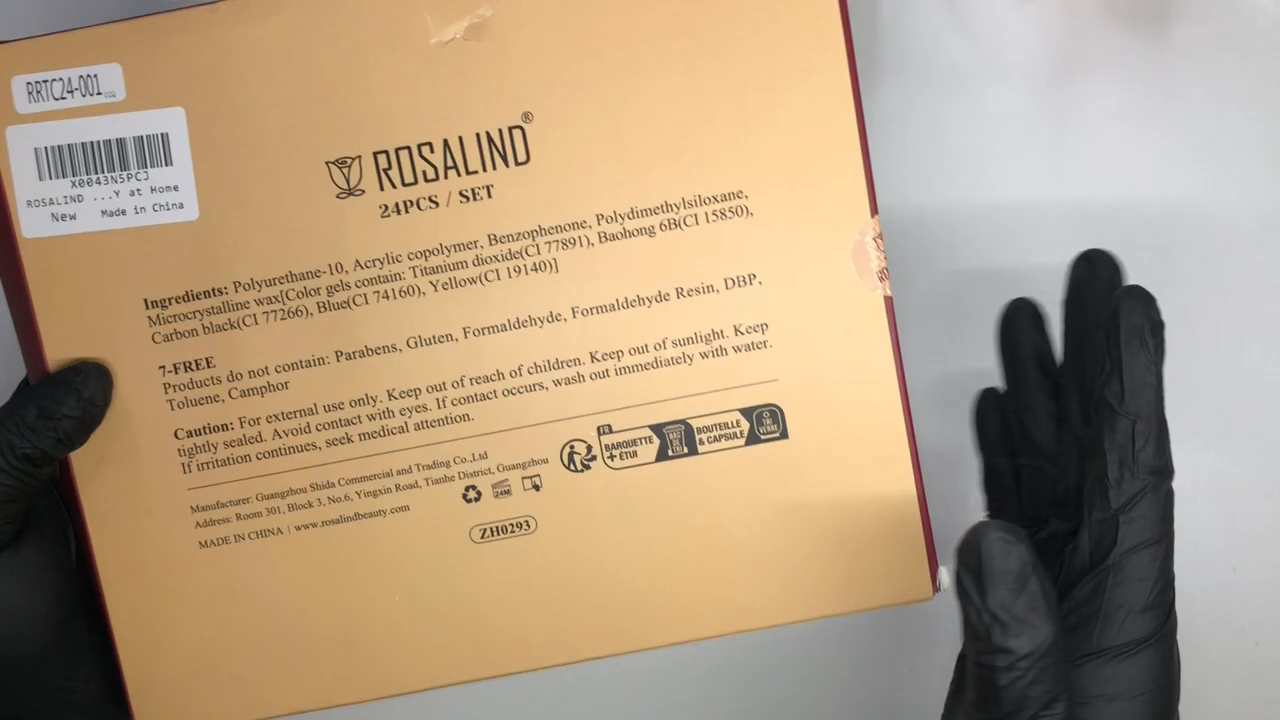 RRTC24-001
X0043N5PCJ
ROSALIND ...Y at Home
New Made in China
ROSALIND®
24PCS / SET
Ingredients: Polyurethane-10, Acrylic copolymer, Benzophenone, Polydimethylsiloxane,
Microcrystalline wax[Color gels contain: Titanium dioxide(CI 77891), Baohong 6B(CI 15850),
Carbon black(CI 77266), Blue(CI 74160), Yellow(CI 19140)]
7-FREE
Products do not contain: Parabens, Gluten, Formaldehyde, Formaldehyde Resin, DBP,
Toluene, Camphor
Caution: For external use only. Keep out of reach of children. Keep out of sunlight. Keep
tightly sealed. Avoid contact with eyes. If contact occurs, wash out immediately with water.
If irritation continues, seek medical attention.
Manufacturer: Guangzhou Shida Commercial and Trading Co.,Ltd
Address: Room 301, Block 3, No.6, Yingxin Road, Tianhe District, Guangzhou
MADE IN CHINA | www.rosalindbeauty.com
24M
FR
BARQUETTE
+ ÉTUI
BAC
DE
TRI
BOUTEILLE
& CAPSULE
TRI
VERRE
ZH0293